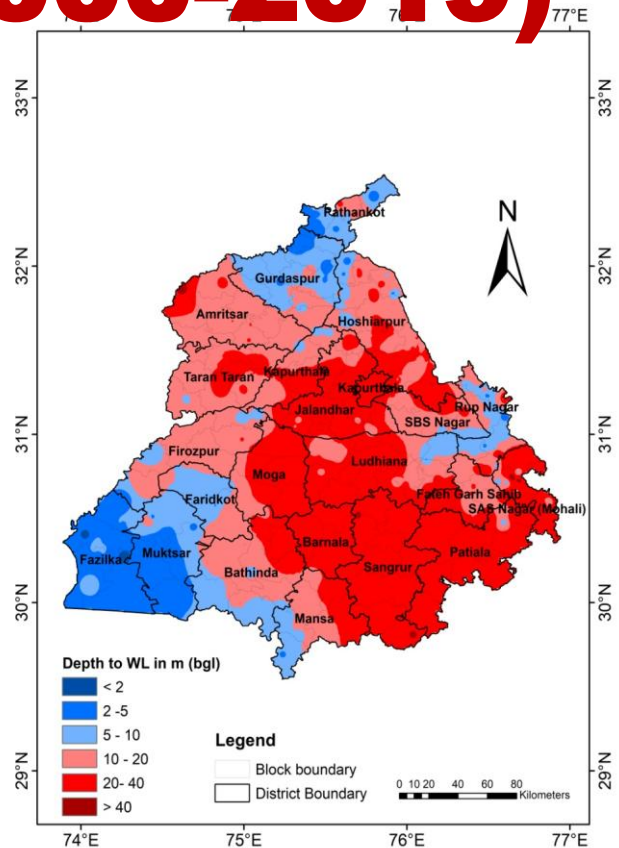 2019)
77°E
33°N
33°N
N
Pathankot
32°N
32°N
Gurdaspur
Amritsar
Hoshiarpur
Taran Taran
Kapurthala
Kapurthala
Jalandhar
Rup Nagar
SBS Nagar
31°N
31°N
Firozpur
Moga
Ludhiana
Faridkot
Fateh Garh Sahib
SAS Nagar (Mohali)
Fazilka
Muktsar
Barnala
Patiala
Bathinda
Sangrur
30°N
30°N
Mansa
Depth to WL in m (bgl)
< 2
2 -5
5 - 10
10 - 20
20- 40
> 40
Legend
Block boundary
District Boundary
0 10 20 40 60 80
Kilometers
29°N
29°N
74°E
75°E
76°E
77°E